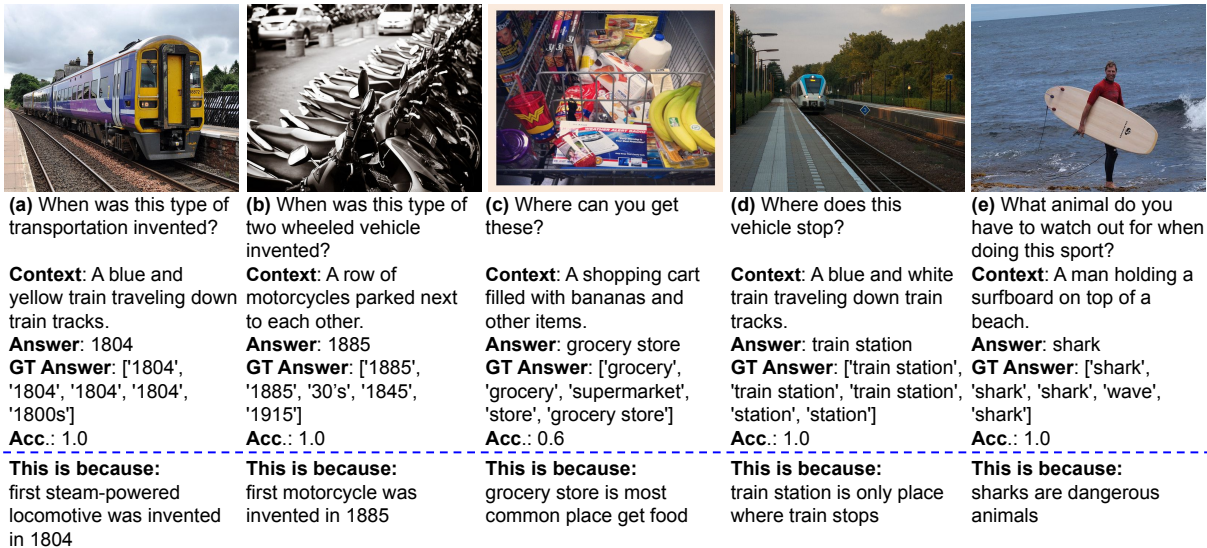 (a) When was this type of
transportation invented?
Context: A blue and
yellow train traveling down
train tracks.
Answer: 1804
GT Answer: ['1804',
'1804', '1804', '1804',
'1800s']
Acc.: 1.0
This is because:
first steam-powered
locomotive was invented
in 1804
(b) When was this type of
two wheeled vehicle
invented?
Context: A row of
motorcycles parked next
to each other.
Answer: 1885
GT Answer: ['1885',
'1885', '30's', '1845',
'1915']
Acc.: 1.0
This is because:
first motorcycle was
invented in 1885
(c) Where can you get
these?
Context: A shopping cart
filled with bananas and
other items.
Answer: grocery store
GT Answer: ['grocery',
'grocery', 'supermarket',
'store', 'grocery store']
Acc.: 0.6
This is because:
grocery store is most
common place get food
(d) Where does this
vehicle stop?
Context: A blue and white
train traveling down train
tracks.
Answer: train station
GT Answer: ['train station',
'train station', 'train station',
'station', 'station']
Acc.: 1.0
This is because:
train station is only place
where train stops
(e) What animal do you
have to watch out for when
doing this sport?
Context: A man holding a
surfboard on top of a
beach.
Answer: shark
GT Answer: ['shark',
'shark', 'shark', 'wave',
'shark']
Acc.: 1.0
This is because:
sharks are dangerous
animals